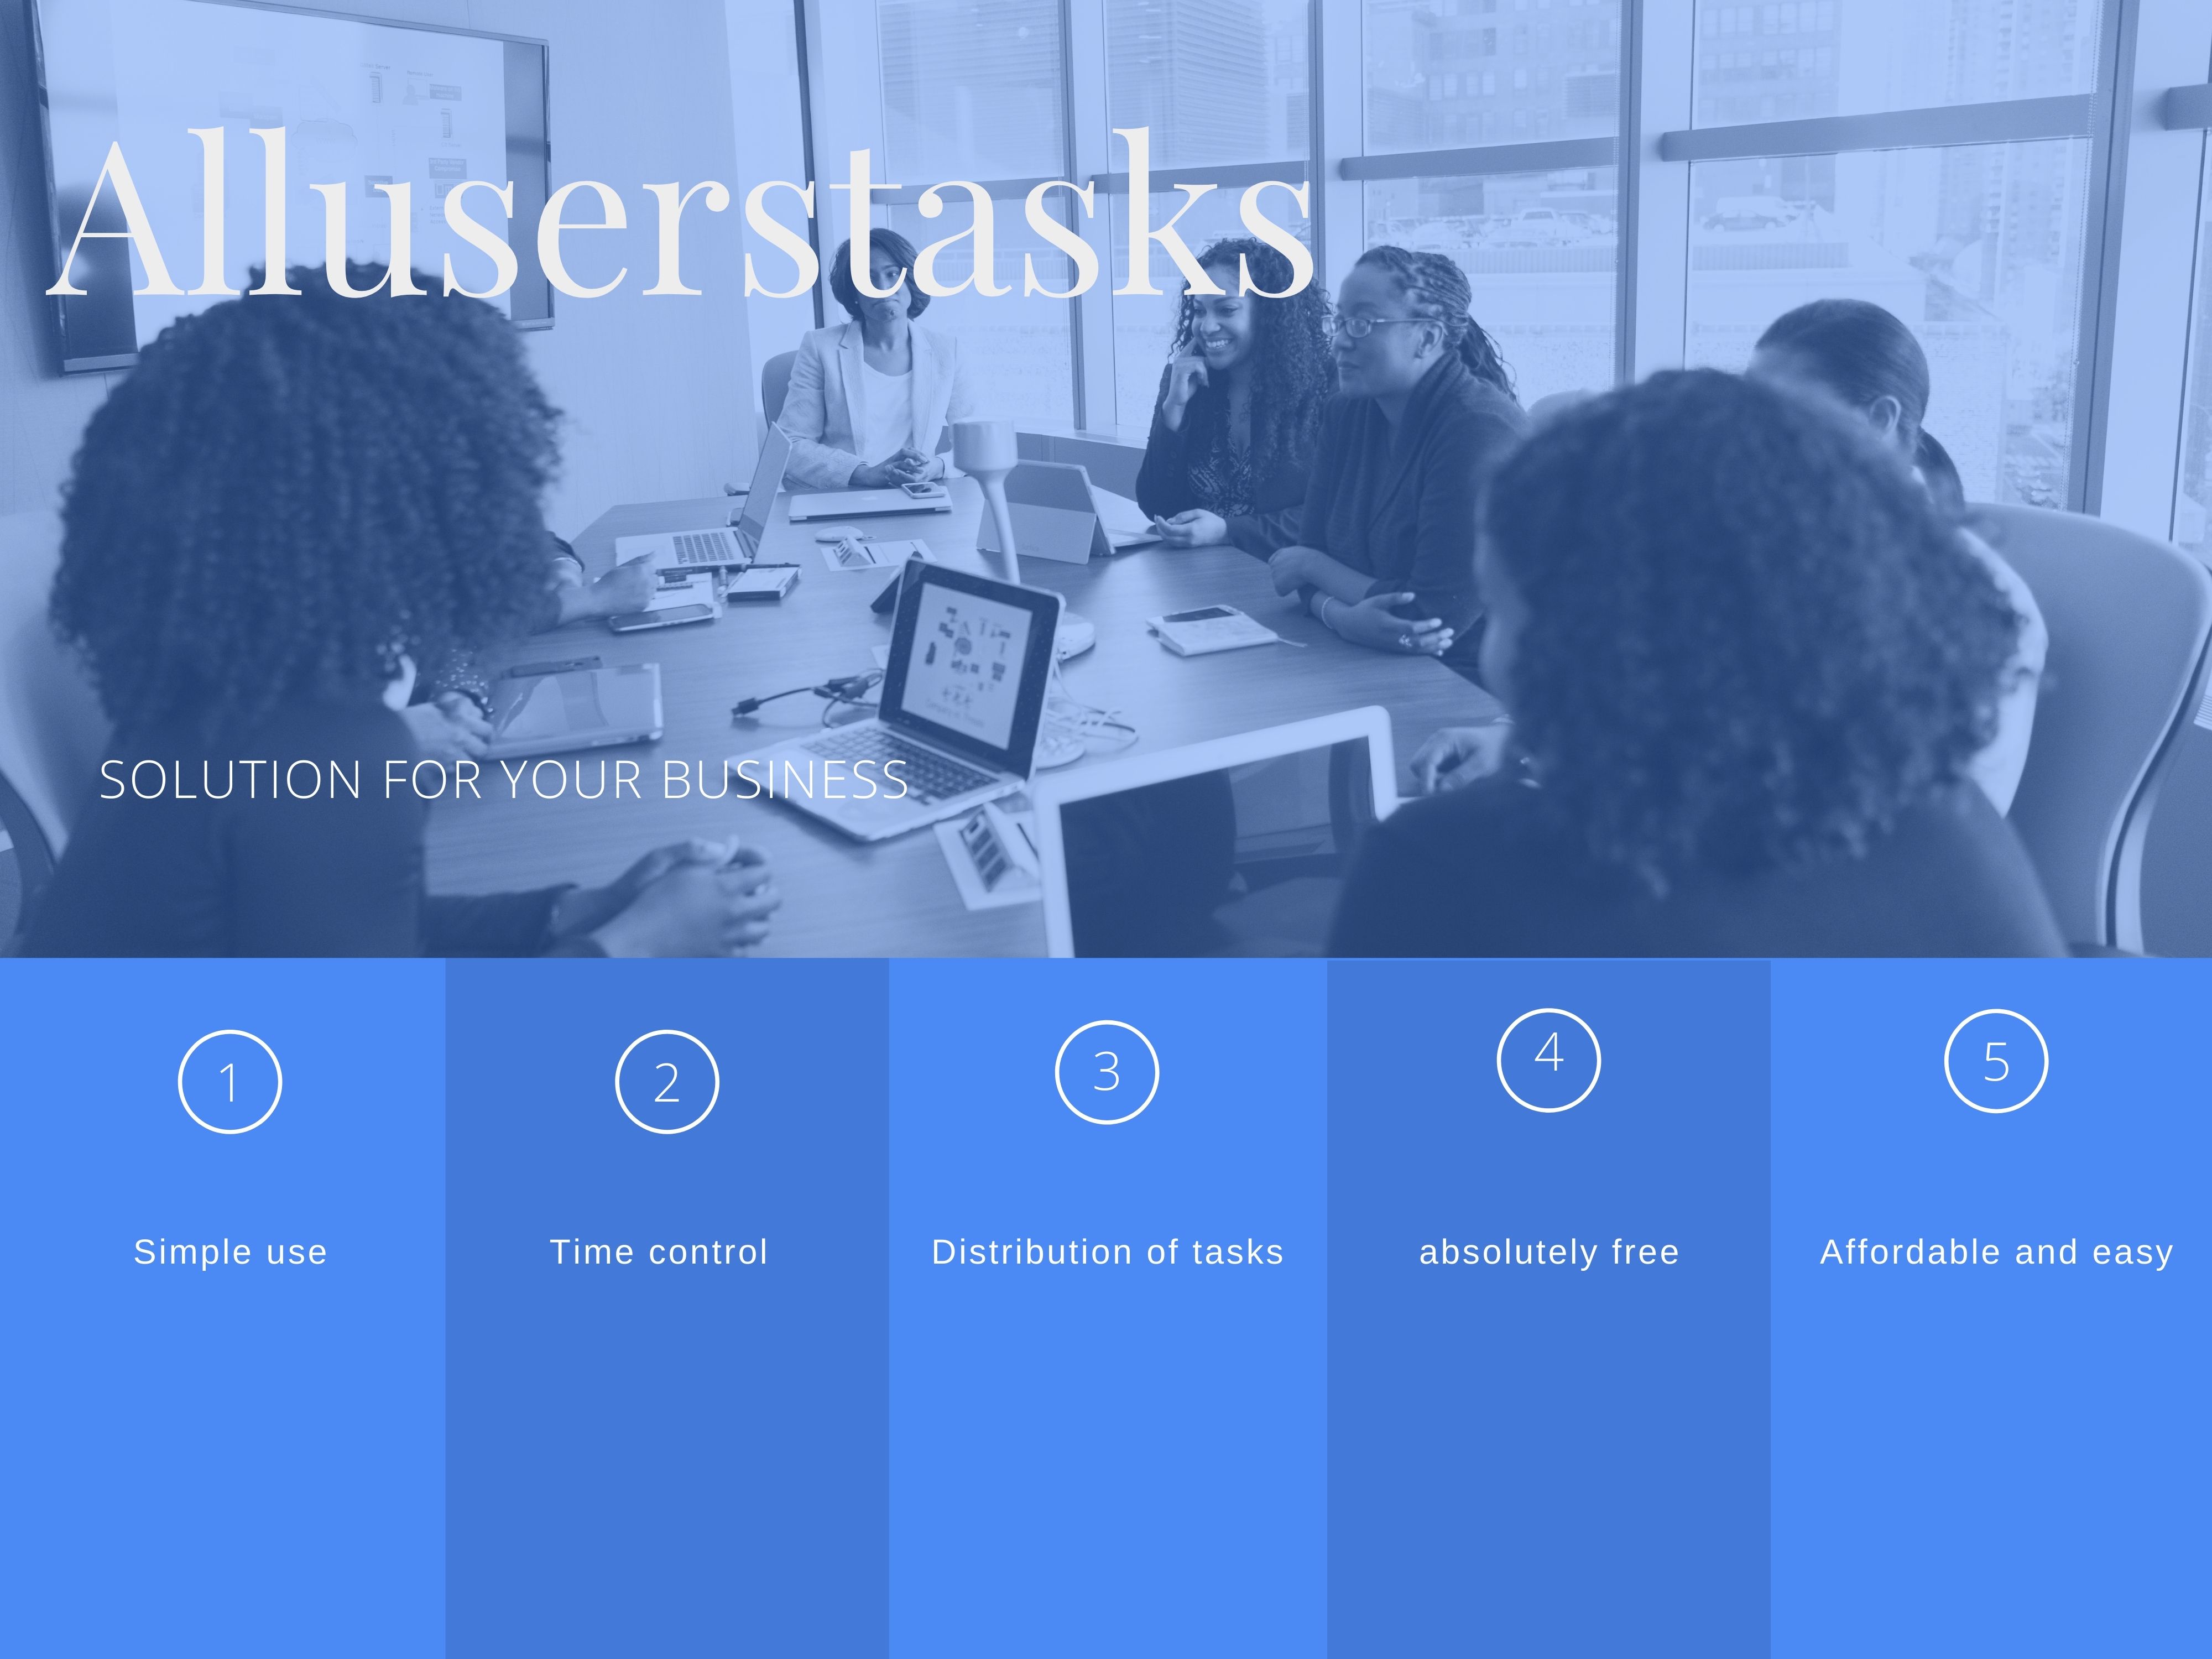 Alluserstasks
SOLUTION FOR YOUR BUSINESS
1
2
3
4
5
Simple use
Time control
Distribution of tasks
absolutely free
Affordable and easy